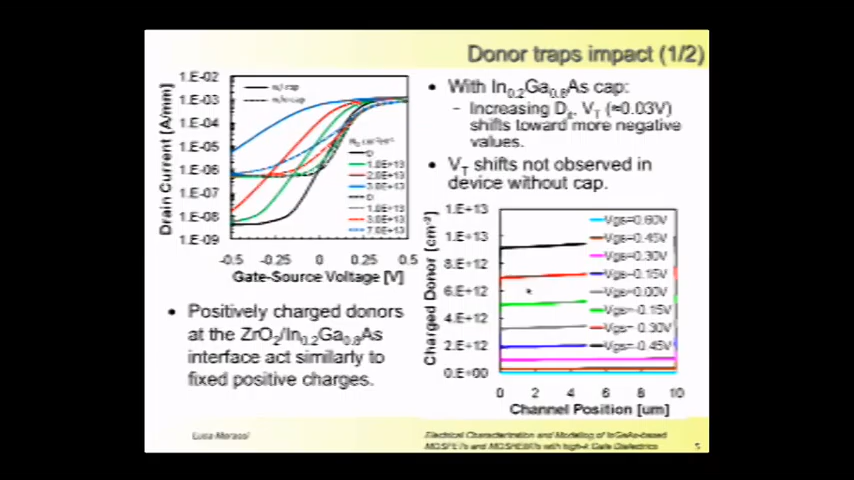 Donor traps impact (1/2)
1.E-02
1.E-03
1.E-04
1.E-05
1.E-06
1.E-07
1.E-08
1.E-09
Drain Current [A/mm]
w/ cap
w/o cap
0
1.0E+13
2.0E+13
3.0E+13
0
1.0E+13
3.0E+13
7.0E+13
-0.5 -0.25 0 0.25 0.5
Gate-Source Voltage [V]
• With In0.2Ga0.8As cap:
– Increasing Dit, VT (≈0.03V)
shifts toward more negative
values.
• VT shifts not observed in
device without cap.
• Positively charged donors
at the ZrO2/In0.2Ga0.8As
interface act similarly to
fixed positive charges.
Charged Donor [cm-2]
1.E+13
1.E+13
8.E+12
6.E+12
4.E+12
2.E+12
0.E+00
Vgs=0.60V
Vgs=0.45V
Vgs=0.30V
Vgs=0.15V
Vgs=0.00V
Vgs=-0.15V
Vgs=-0.30V
Vgs=-0.45V
0 2 4 6 8 10
Channel Position [um]
Luca Morassi
Electrical Characterization and Modeling of InGaAs-based
MOSFETs and MOSHEMTs with high-k Gate Dielectrics
5